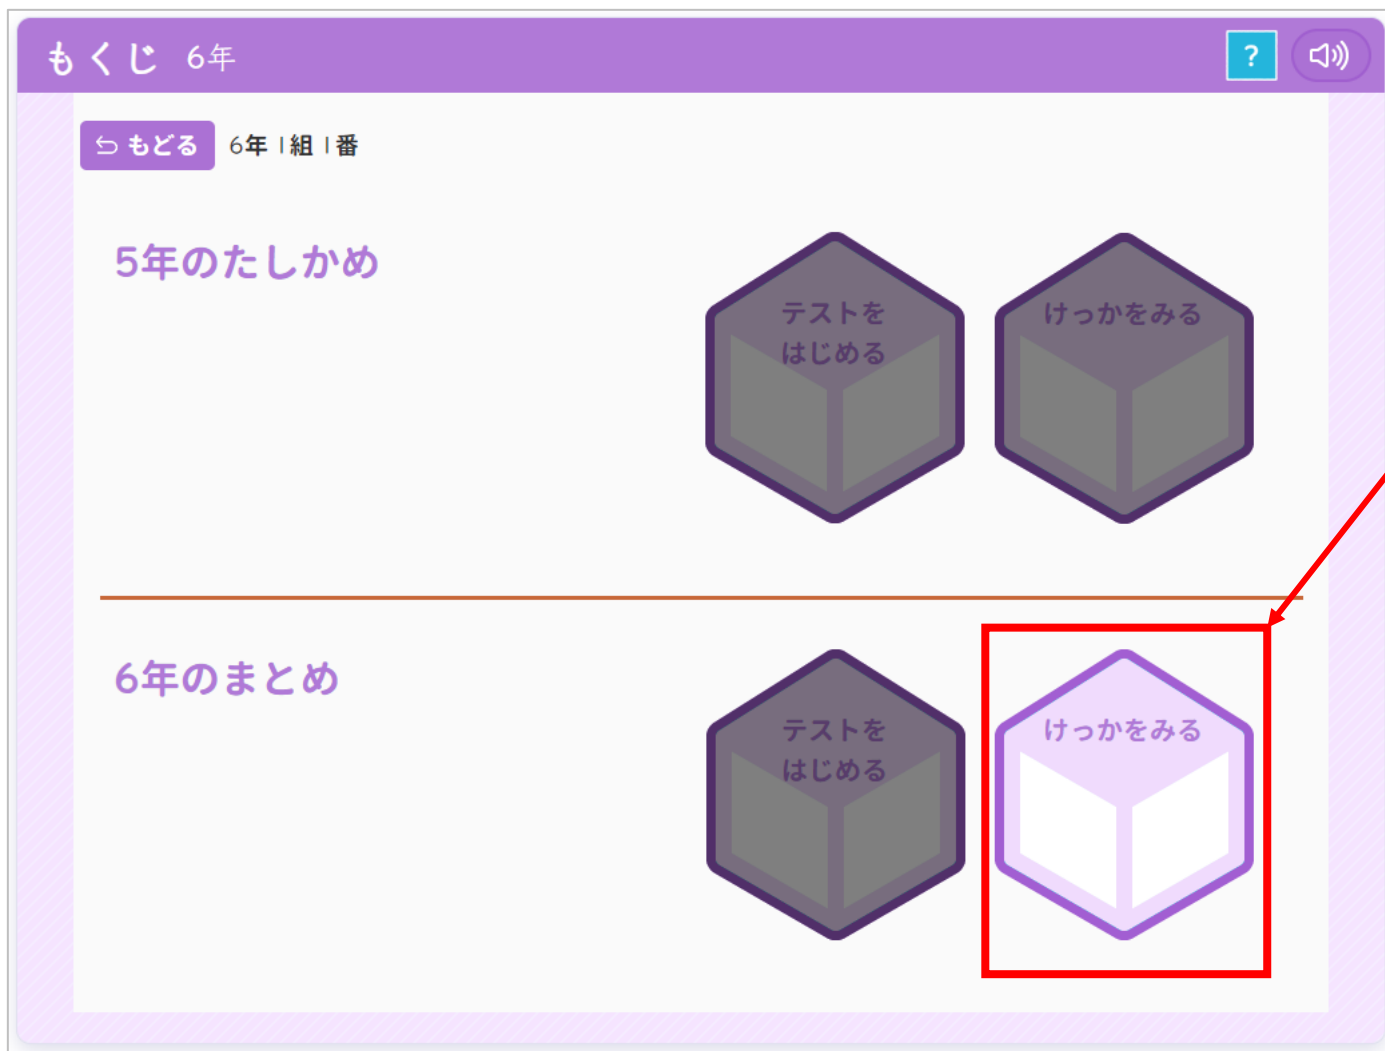 もくじ 6年
?
もどる 6年 1組 1番
5年のたしかめ
テストを
はじめる
けっかをみる
6年のまとめ
テストを
はじめる
けっかをみる